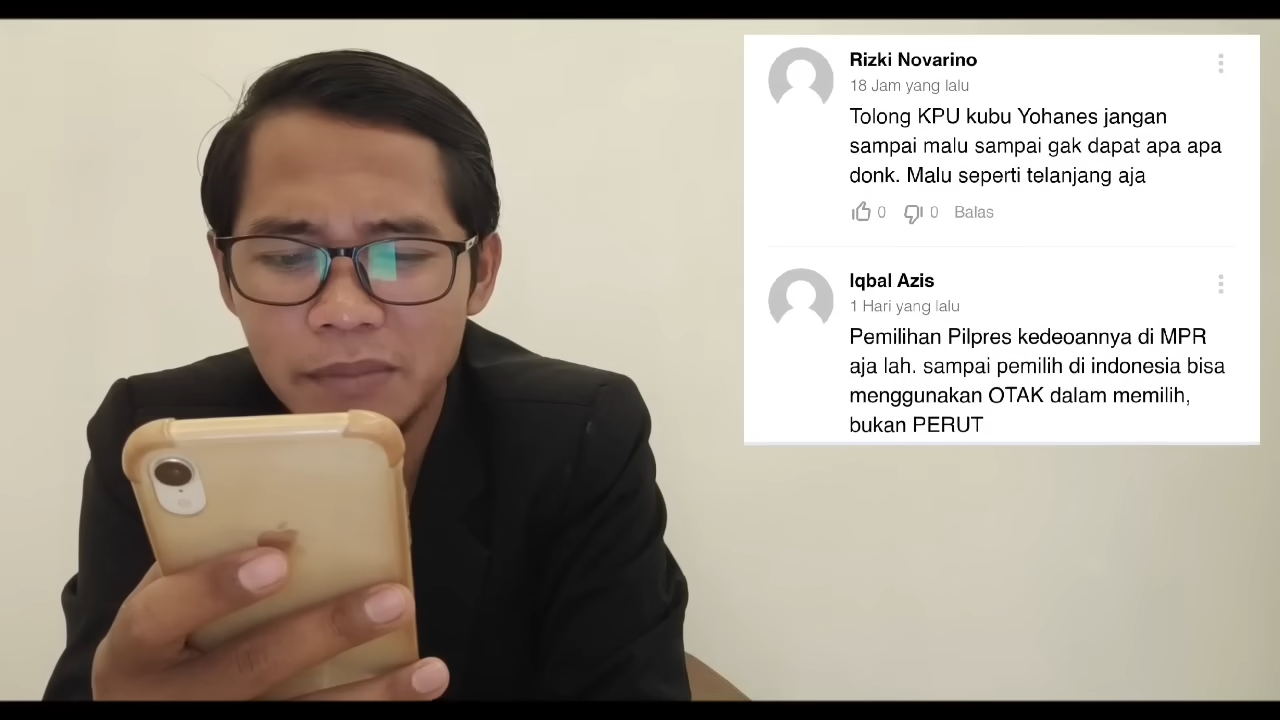 Rizki Novarino
18 Jam yang lalu
Tolong KPU kubu Yohanes jangan
sampai malu sampai gak dapat apa apa
donk. Malu seperti telanjang aja
0 0 Balas
Iqbal Azis
1 Hari yang lalu
Pemilihan Pilpres kedeoannya di MPR
aja lah. sampai pemilih di indonesia bisa
menggunakan OTAK dalam memilih,
bukan PERUT